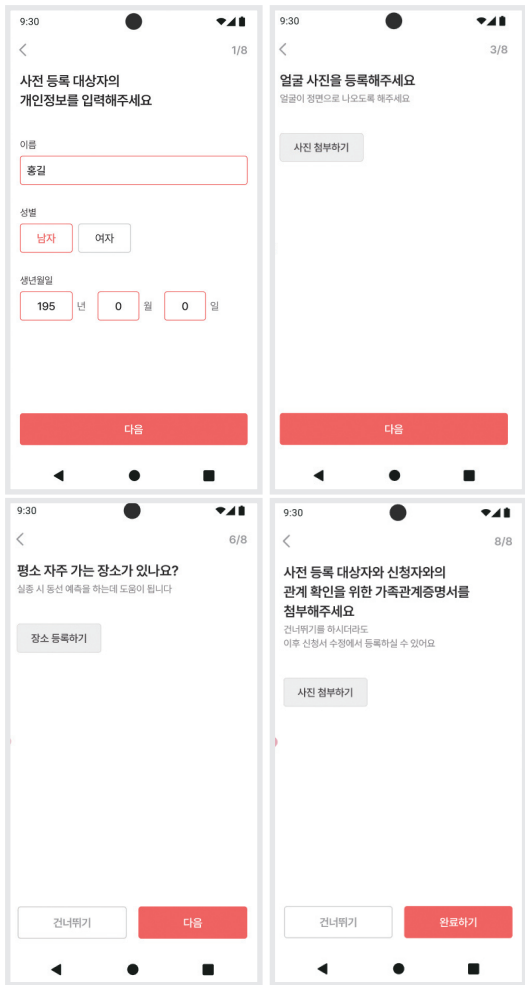 9:30
1/8
사전 등록 대상자의
개인정보를 입력해주세요
이름
홍길
성별
남자 여자
생년월일
195 년 0 월 0 일
다음
9:30
3/8
얼굴 사진을 등록해주세요
얼굴이 정면으로 나오도록 해주세요
사진 첨부하기
다음
9:30
6/8
평소 자주 가는 장소가 있나요?
실종 시 동선 예측을 하는데 도움이 됩니다
장소 등록하기
건너뛰기 다음
9:30
8/8
사전 등록 대상자와 신청자와의
관계 확인을 위한 가족관계증명서를
첨부해주세요
건너뛰기를 하시더라도
이후 신청서 수정에서 등록하실 수 있어요
사진 첨부하기
건너뛰기 완료하기